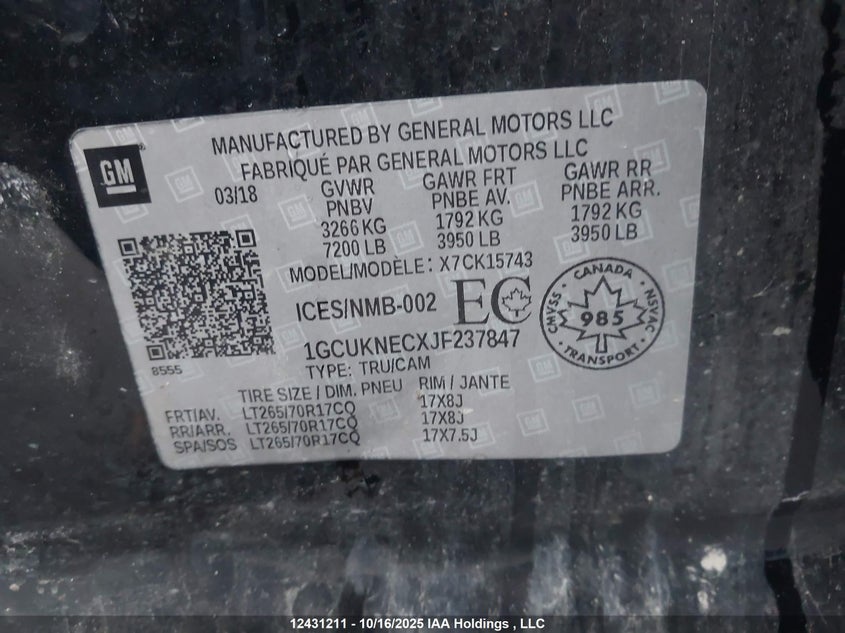 MANUFACTURED BY GENERAL MOTORS LLC
FABRIQUÉ PAR GENERAL MOTORS LLC
GM
03/18 GVWR GAWR FRT GAWR RR
PNBV PNBE AV. PNBE ARR.
3266 KG 1792 KG 1792 KG
7200 LB 3950 LB 3950 LB
MODEL/MODÈLE: X7CK15743
ICES/NMB-002 EC
CANADA
CMVSS 985 NSVAC
TRANSPORT
8555
1GCUKNECXJF237847
TYPE: TRU/CAM
TIRE SIZE / DIM. PNEU RIM / JANTE
FRT/AV. LT265/70R17CQ 17X8J
RR/ARR. LT265/70R17CQ 17X8J
SPA/SOS LT265/70R17CQ 17X7.5J
12431211 - 10/16/2025 IAA Holdings , LLC